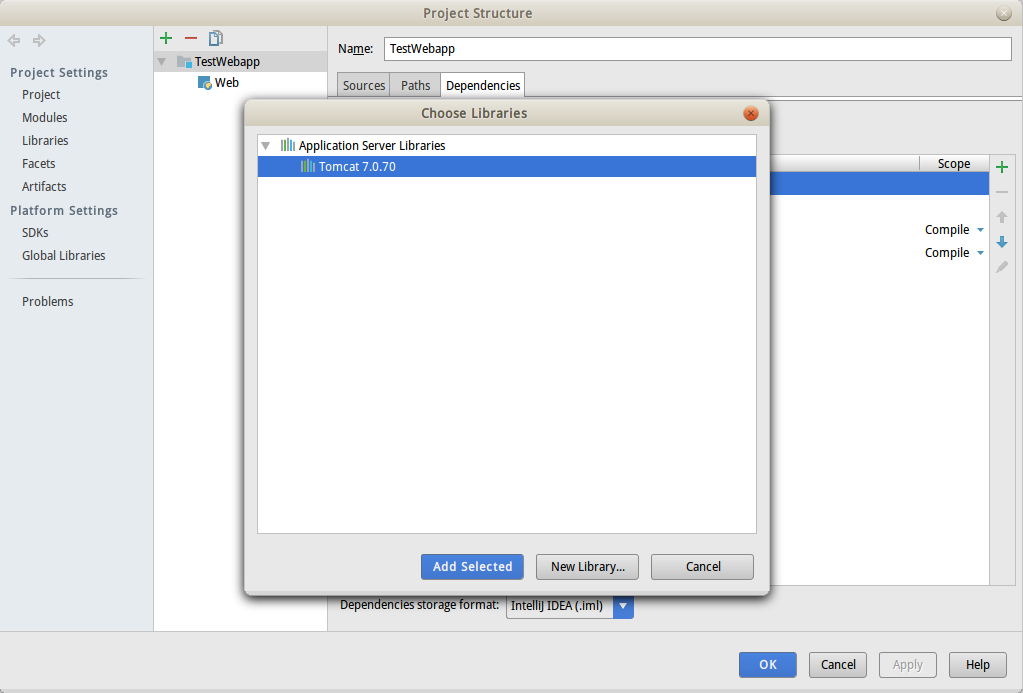 Project Structure
Project Settings
Project
Modules
Libraries
Facets
Artifacts
Platform Settings
SDKs
Global Libraries
Problems
TestWebapp
Web
Name: TestWebapp
Sources Paths Dependencies
Scope
Compile
Compile
Choose Libraries
Application Server Libraries
Tomcat 7.0.70
Add Selected New Library... Cancel
Dependencies storage format: IntelliJ IDEA (.iml)
OK Cancel Apply Help